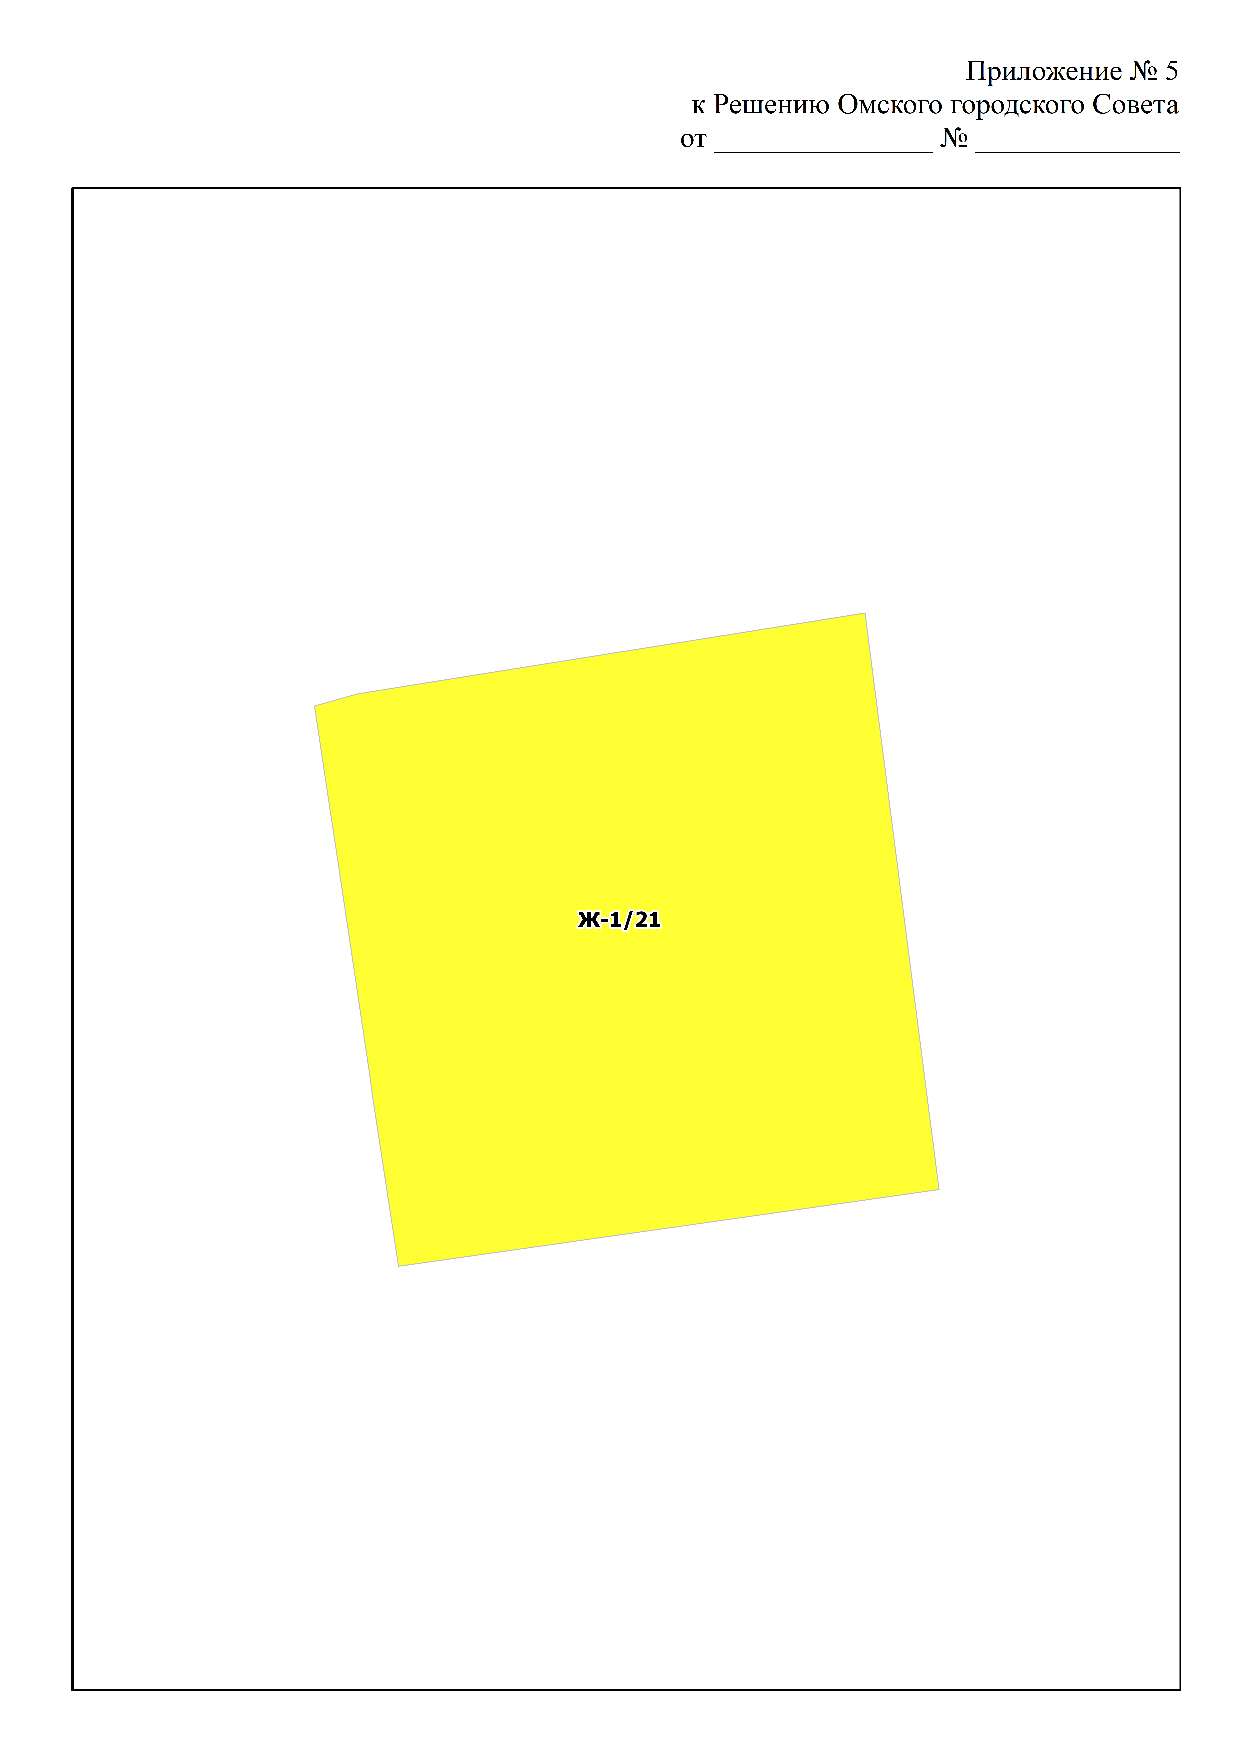 Приложение № 5
к Решению Омского городского Совета
от ________________ № _______________
Ж-1/21